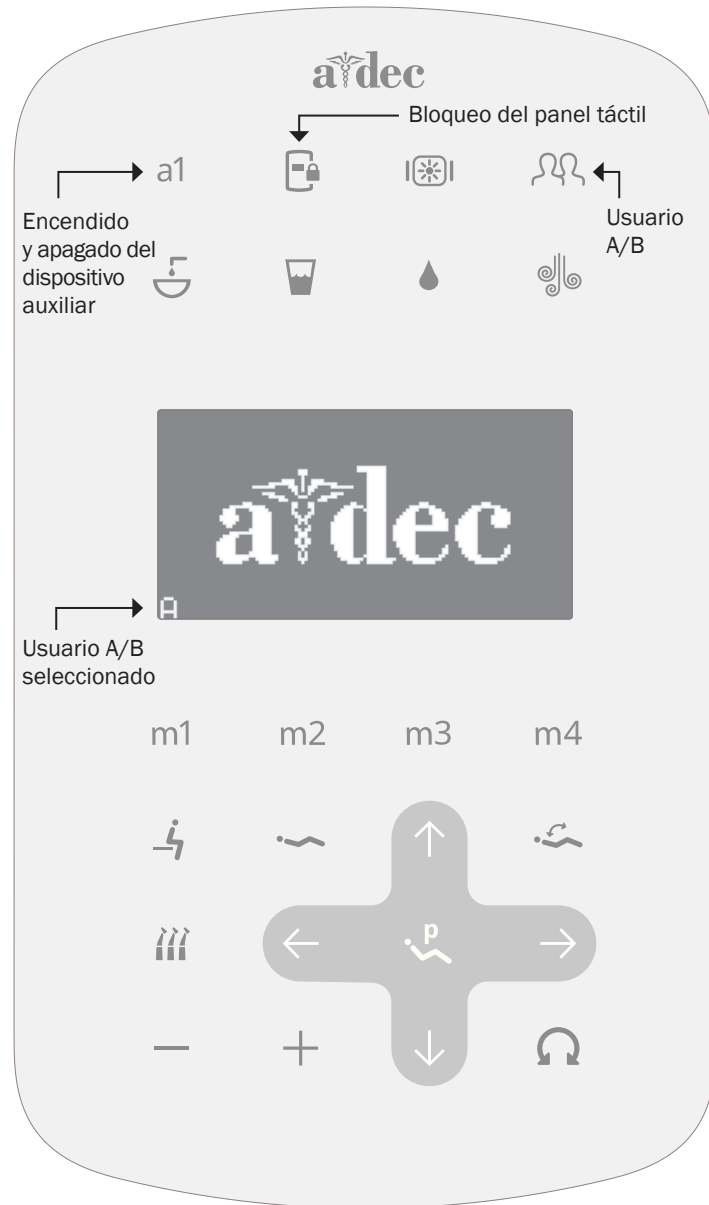 a dec
Bloqueo del panel táctil
a1
Encendido
y apagado del
dispositivo
auxiliar
Usuario
A/B
a dec
A
Usuario A/B
seleccionado
m1 m2 m3 m4
p